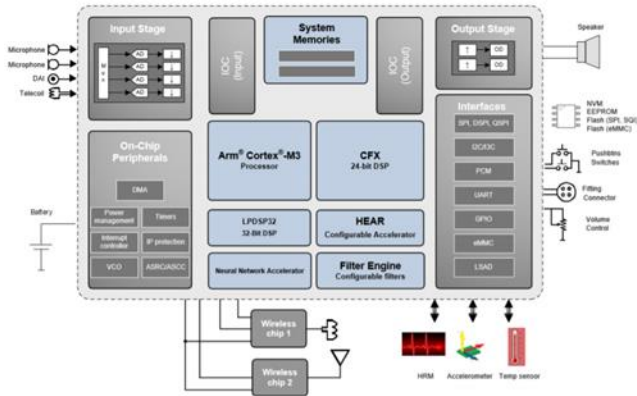 Input Stage
Microphone
Microphone
DAI
Telecoil
Mux
AD
AD
AD
AD
IOC
(Input)
System
Memories
IOC
(Output)
Output Stage
OD
OD
Speaker
On-Chip
Peripherals
DMA
Power
management
Timers
Interrupt
controller
IP protection
VCO
ASRC/ASCC
Battery
Arm® Cortex®-M3
Processor
CFX
24-bit DSP
LPDSP32
32-Bit DSP
HEAR
Configurable Accelerator
Neural Network Accelerator
Filter Engine
Configurable filters
Interfaces
SPI, DSPI, QSPI
I2C/I3C
PCM
UART
GPIO
eMMC
LSAD
NVM
EEPROM
Flash (SPI, SQI)
Flash (eMMC)
Pushbtns
Switches
Fitting
Connector
Volume
Control
Wireless
chip 1
Wireless
chip 2
HRM
Accelerometer
Temp sensor